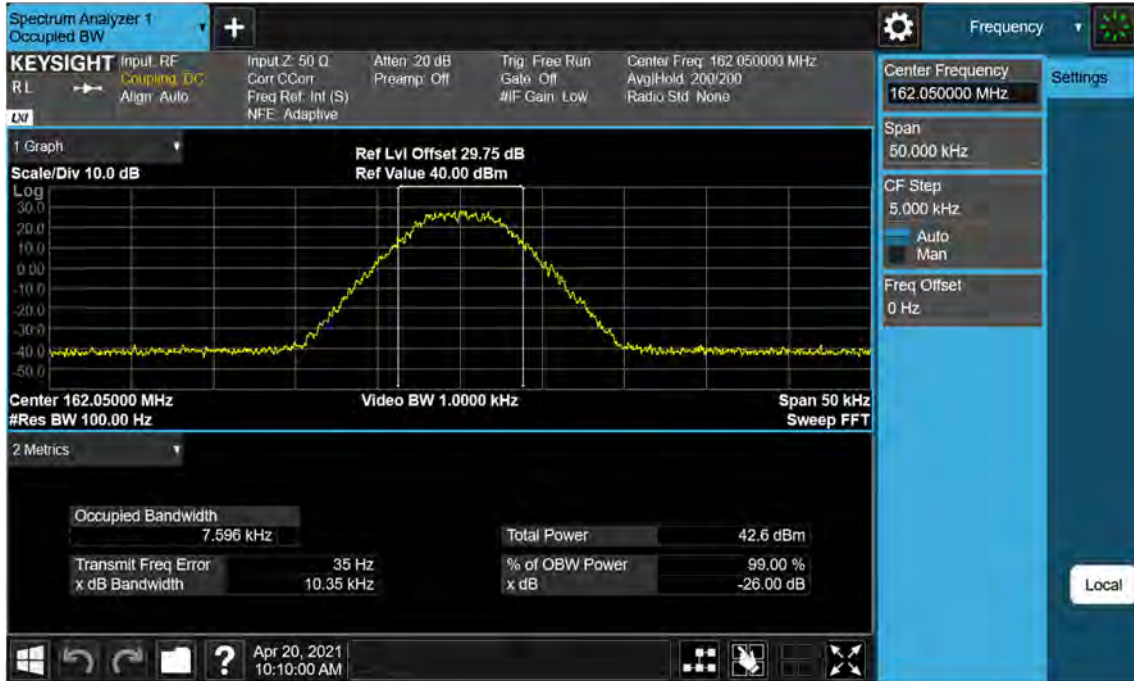 Spectrum Analyzer 1
Occupied BW
+
Frequency
KEYSIGHT
Input: RF
Input Z: 50 Ω
Atten: 20 dB
Trig: Free Run
Center Freq: 162.050000 MHz
RL
Coupling: DC
Corr CCorr
Preamp: Off
Gate: Off
Avg|Hold: 200/200
Align: Auto
Freq Ref: Int (S)
#IF Gain: Low
Radio Std: None
LXI
NFE: Adaptive
Center Frequency
162.050000 MHz
Settings
Span
50.000 kHz
CF Step
5.000 kHz
Auto
Man
Freq Offset
0 Hz
Local
1 Graph
Ref Lvl Offset 29.75 dB
Scale/Div 10.0 dB
Ref Value 40.00 dBm
Log
30.0
20.0
10.0
0.00
-10.0
-20.0
-30.0
-40.0
-50.0
Center 162.05000 MHz
Video BW 1.0000 kHz
Span 50 kHz
#Res BW 100.00 Hz
Sweep FFT
2 Metrics
Occupied Bandwidth
7.596 kHz
Total Power
42.6 dBm
Transmit Freq Error
35 Hz
% of OBW Power
99.00 %
x dB Bandwidth
10.35 kHz
x dB
-26.00 dB
?
Apr 20, 2021
10:10:00 AM